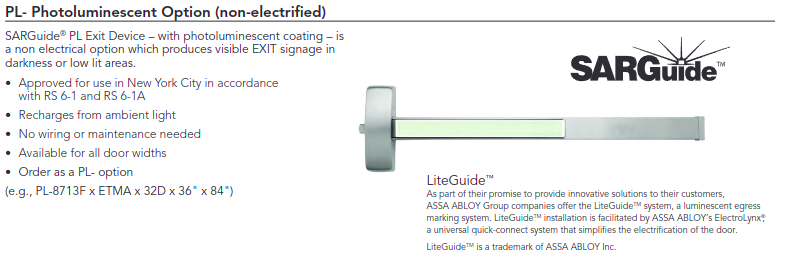 PL- Photoluminescent Option (non-electrified)
SARGuide® PL Exit Device – with photoluminescent coating – is
a non electrical option which produces visible EXIT signage in
darkness or low lit areas.
• Approved for use in New York City in accordance
with RS 6-1 and RS 6-1A
• Recharges from ambient light
• No wiring or maintenance needed
• Available for all door widths
• Order as a PL- option
(e.g., PL-8713F x ETMA x 32D x 36" x 84")
SARGuide™
LiteGuide™
As part of their promise to provide innovative solutions to their customers,
ASSA ABLOY Group companies offer the LiteGuide™ system, a luminescent egress
marking system. LiteGuide™ installation is facilitated by ASSA ABLOY's ElectroLynx®,
a universal quick-connect system that simplifies the electrification of the door.
LiteGuide™ is a trademark of ASSA ABLOY Inc.